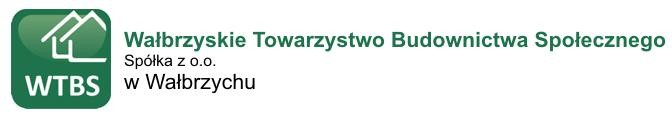 WTBS
Wałbrzyskie Towarzystwo Budownictwa Społecznego
Spółka z o.o.
w Wałbrzychu